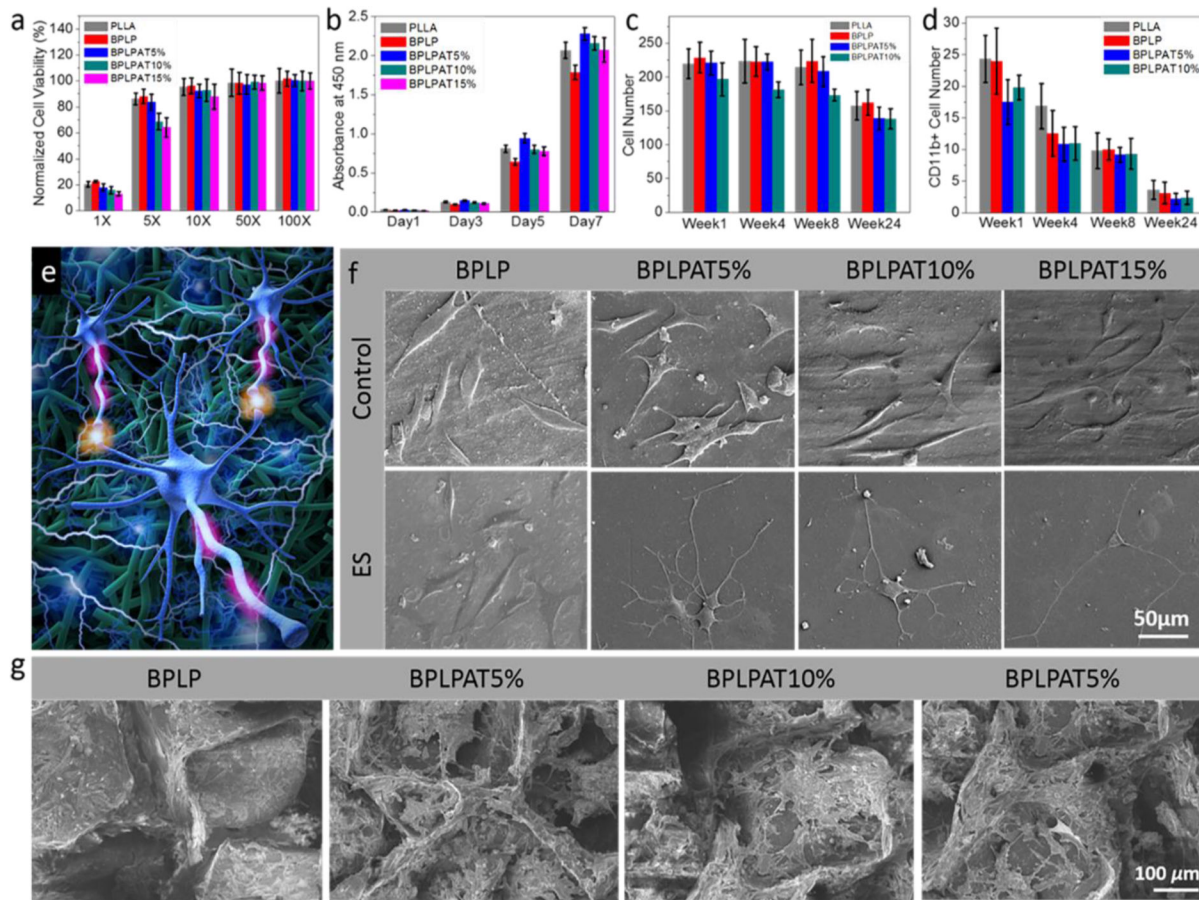 a
PLLA
BPLP
BPLPAT5%
BPLPAT10%
BPLPAT15%
Normalized Cell Viability (%)
140
120
100
80
60
40
20
0
1X 5X 10X 50X 100X
b
PLLA
BPLP
BPLPAT5%
BPLPAT10%
BPLPAT15%
Absorbance at 450 nm
2.5
2.0
1.5
1.0
0.5
0.0
Day1 Day3 Day5 Day7
c
PLLA
BPLP
BPLPAT5%
BPLPAT10%
Cell Number
250
200
150
100
50
0
Week1 Week4 Week8 Week24
d
PLLA
BPLP
BPLPAT5%
BPLPAT10%
CD11b+ Cell Number
30
25
20
15
10
5
0
Week1 Week4 Week8 Week24
e
f
BPLP BPLPAT5% BPLPAT10% BPLPAT15%
Control
ES
50μm
g
BPLP BPLPAT5% BPLPAT10% BPLPAT5%
100 μm